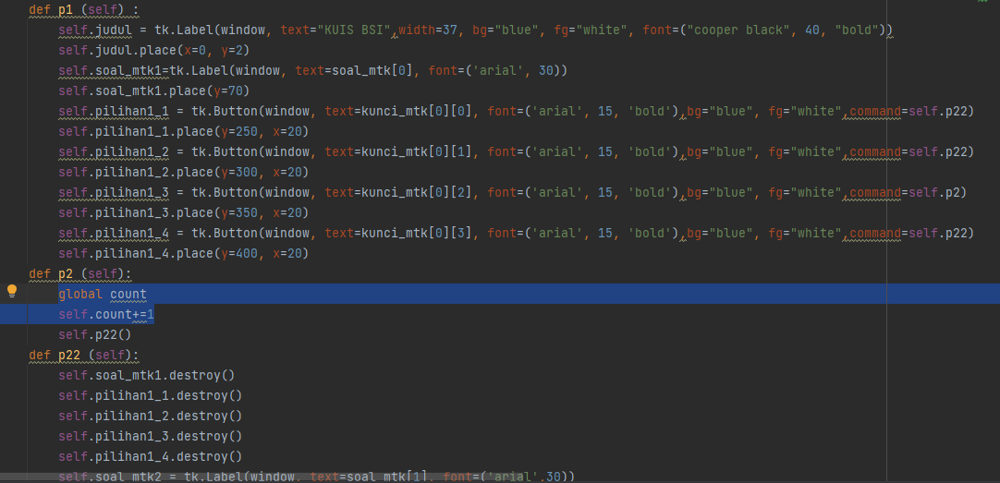 def p1 (self) :
self.judul = tk.Label(window, text="KUIS BSI",width=37, bg="blue", fg="white", font=("cooper black", 40, "bold"))
self.judul.place(x=0, y=2)
self.soal_mtk1=tk.Label(window, text=soal_mtk[0], font=('arial', 30))
self.soal_mtk1.place(y=70)
self.pilihan1_1 = tk.Button(window, text=kunci_mtk[0][0], font=('arial', 15, 'bold'),bg="blue", fg="white",command=self.p22)
self.pilihan1_1.place(y=250, x=20)
self.pilihan1_2 = tk.Button(window, text=kunci_mtk[0][1], font=('arial', 15, 'bold'),bg="blue", fg="white",command=self.p22)
self.pilihan1_2.place(y=300, x=20)
self.pilihan1_3 = tk.Button(window, text=kunci_mtk[0][2], font=('arial', 15, 'bold'),bg="blue", fg="white",command=self.p2)
self.pilihan1_3.place(y=350, x=20)
self.pilihan1_4 = tk.Button(window, text=kunci_mtk[0][3], font=('arial', 15, 'bold'),bg="blue", fg="white",command=self.p22)
self.pilihan1_4.place(y=400, x=20)
def p2 (self):
global count
self.count+=1
self.p22()
def p22 (self):
self.soal_mtk1.destroy()
self.pilihan1_1.destroy()
self.pilihan1_2.destroy()
self.pilihan1_3.destroy()
self.pilihan1_4.destroy()
self.soal_mtk2 = tk.Label(window, text=soal_mtk[1], font=('arial',30))